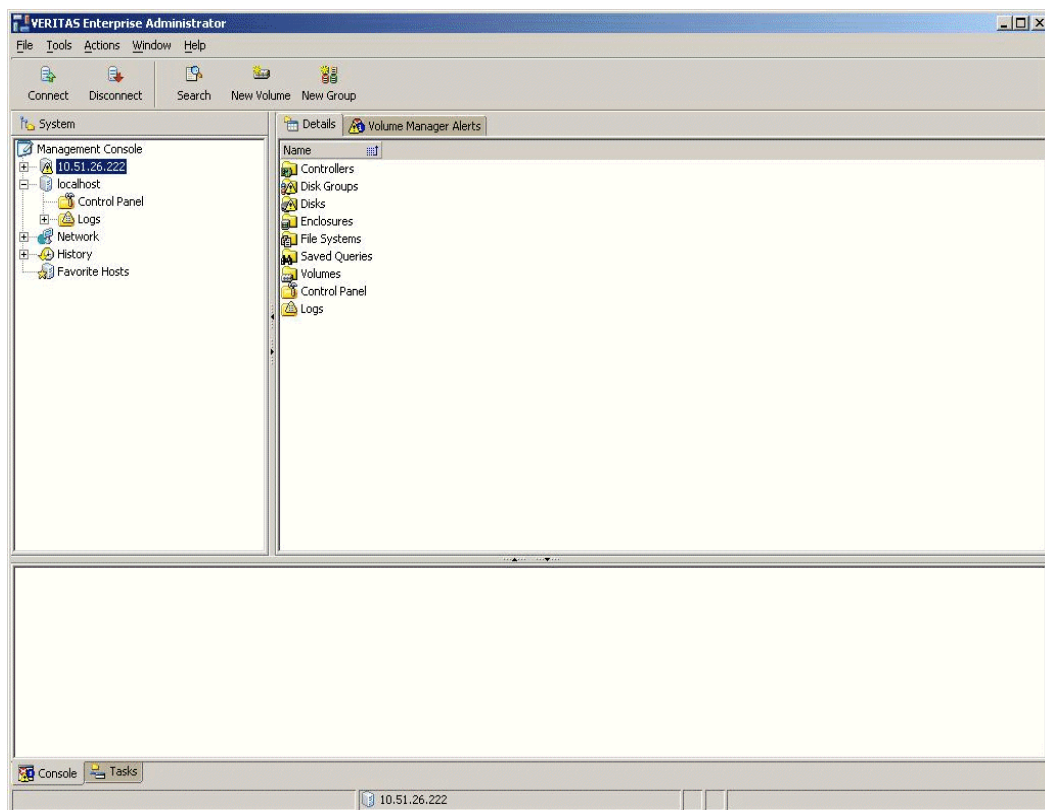 VERITAS Enterprise Administrator
File Tools Actions Window Help
Connect Disconnect Search New Volume New Group
System
Details Volume Manager Alerts
Management Console
10.51.26.222
localhost
Control Panel
Logs
Network
History
Favorite Hosts
Name
Controllers
Disk Groups
Disks
Enclosures
File Systems
Saved Queries
Volumes
Control Panel
Logs
Console Tasks
10.51.26.222